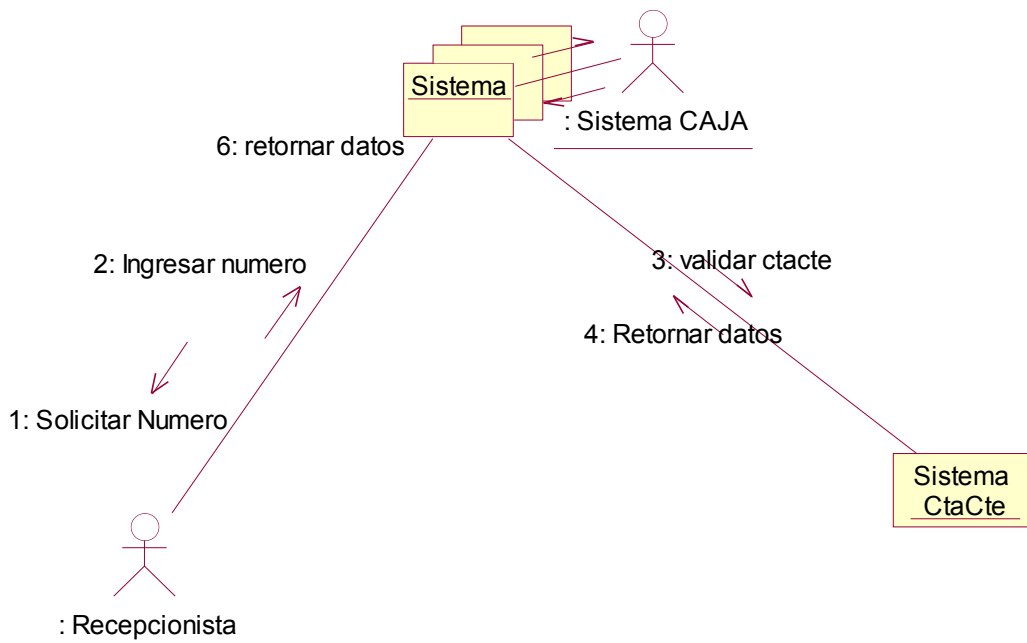 Sistema
: Sistema CAJA
6: retornar datos
2: Ingresar numero
3: validar ctacte
4: Retornar datos
1: Solicitar Numero
Sistema
CtaCte
: Recepcionista